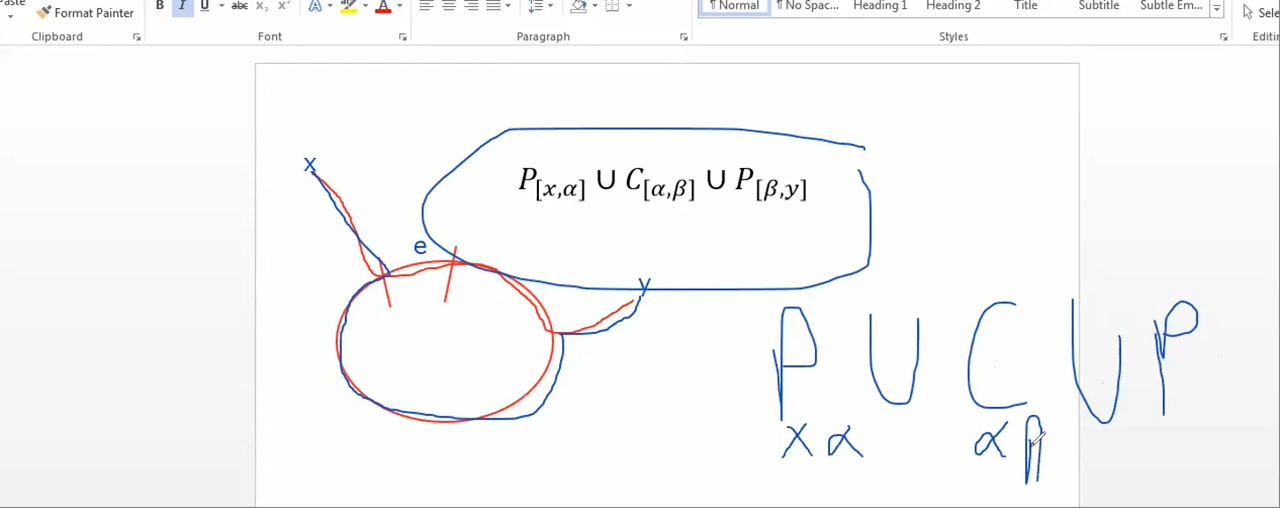 Paste Format Painter B I U abc x₂ x² A A ¶ Normal ¶ No Spac... Heading 1 Heading 2 Title Subtitle Subtle Em...
Clipboard Font Paragraph Styles Editing
x
P[x,α] ∪ C[α,β] ∪ P[β,y]
e
y
P U C U P
x α α β